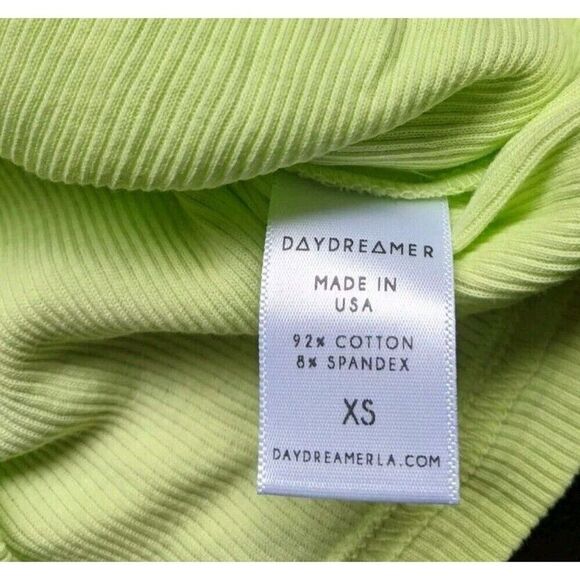 DAYDREAMER
MADE IN
USA
92% COTTON
8% SPANDEX
XS
DAYDREAMERLA.COM